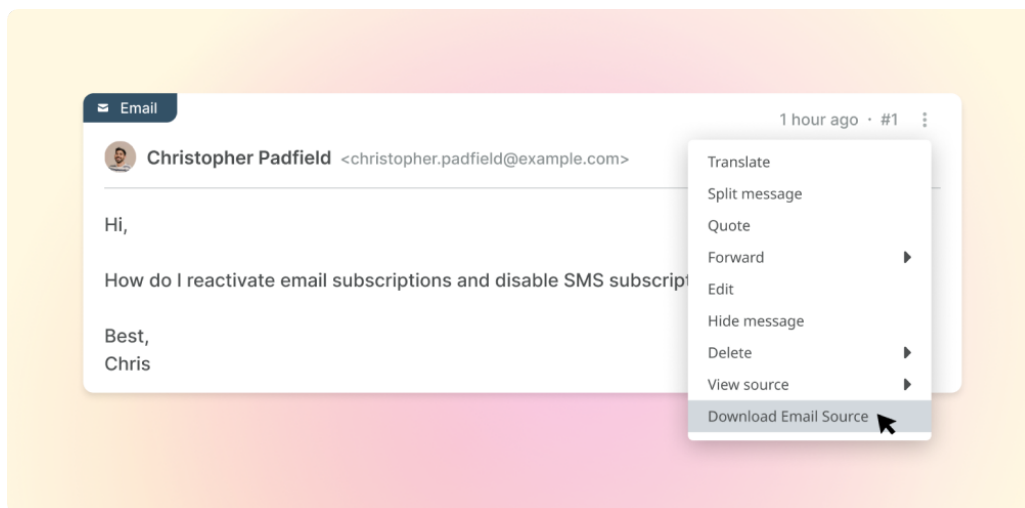 Email
1 hour ago · #1
Christopher Padfield <christopher.padfield@example.com>
Hi,
How do I reactivate email subscriptions and disable SMS
Best,
Chris
Translate
Split message
Quote
Forward
Edit
Hide message
Delete
View source
Download Email Source